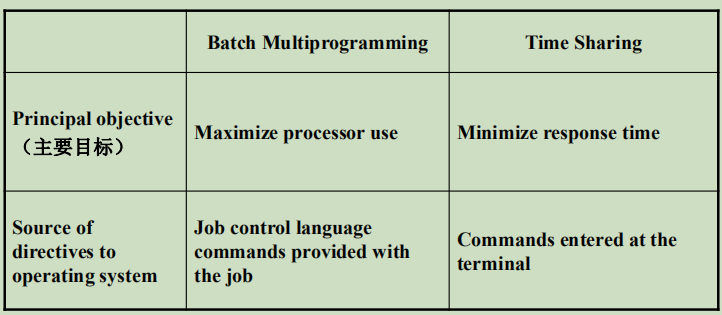 Batch Multiprogramming
Time Sharing
Principal objective
（主要目标）
Maximize processor use
Minimize response time
Source of
directives to
operating system
Job control language
commands provided with
the job
Commands entered at the
terminal